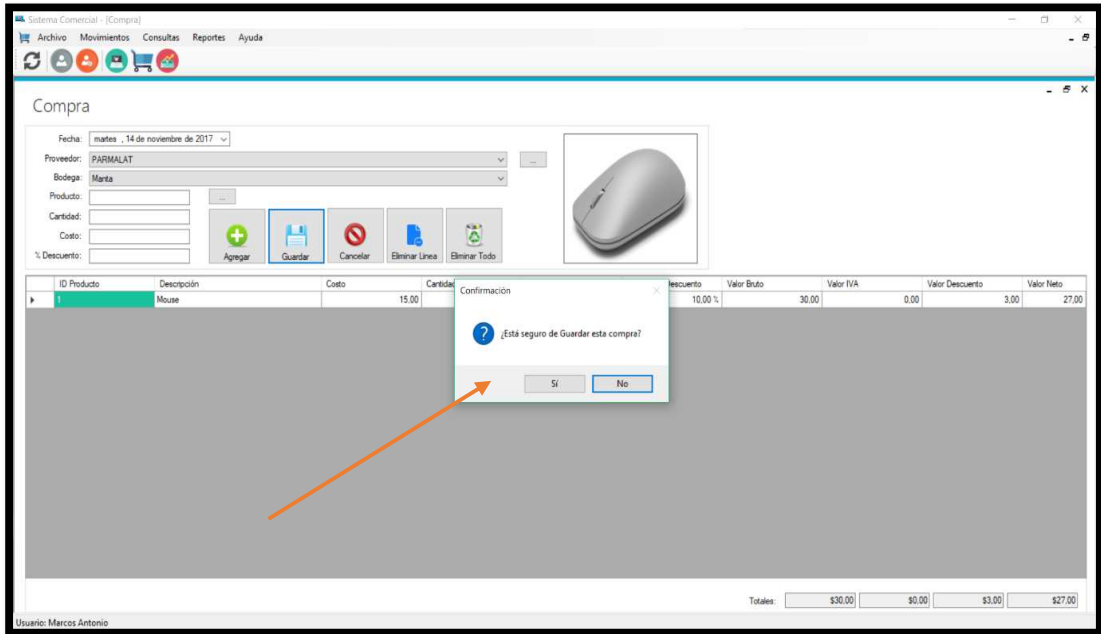 Sistema Comercial - [Compra]
Archivo Movimientos Consultas Reportes Ayuda
Compra
Fecha: martes , 14 de noviembre de 2017
Proveedor: PARMALAT ...
Bodega: Manta
Producto: ...
Cantidad:
Costo:
% Descuento:
Agregar Guardar Cancelar Eliminar Linea Eliminar Todo
ID Producto Descripción Costo Valor Bruto Valor IVA Valor Descuento Valor Neto
1 Mouse 15,00 10,00 % 30,00 0,00 3,00 27,00
Confirmación
? ¿Está seguro de Guardar esta compra?
Sí No
Totales: $30,00 $0,00 $3,00 $27,00
Usuario: Marcos Antonio